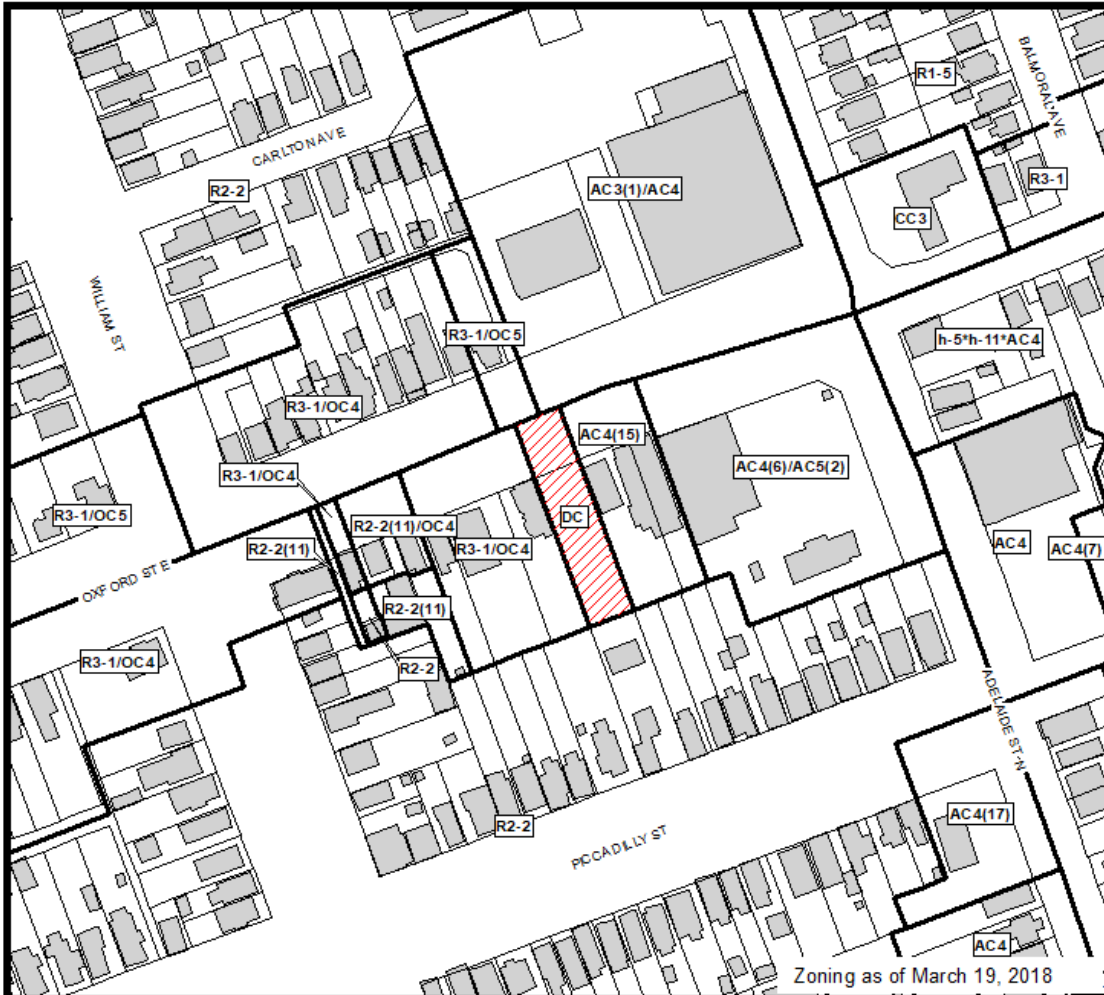 BALMORAL AVE
R1-5
CARLTON AVE
R3-1
R2-2
AC3(1)/AC4
CC3
WILLIAM ST
R3-1/OC5
h-5*h-11*AC4
R3-1/OC4
AC4(15)
R3-1/OC4
AC4(6)/AC5(2)
R3-1/OC5
R2-2(11)/OC4
DC
R2-2(11)
R3-1/OC4
AC4
AC4(7)
OXFORD ST E
R2-2(11)
R3-1/OC4
R2-2
ADELAIDE ST N
R2-2
AC4(17)
PICCADILLY ST
AC4
Zoning as of March 19, 2018